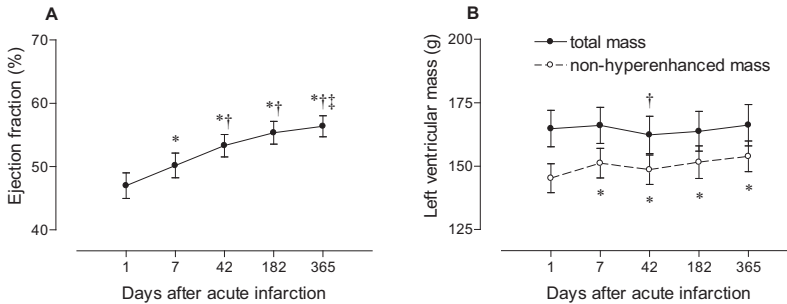 A
Ejection fraction (%)
70
60
50
40
*
*†
*†
*†‡
1 7 42 182 365
Days after acute infarction
B
Left ventricular mass (g)
200
175
150
125
total mass
non-hyperenhanced mass
†
* * * *
1 7 42 182 365
Days after acute infarction